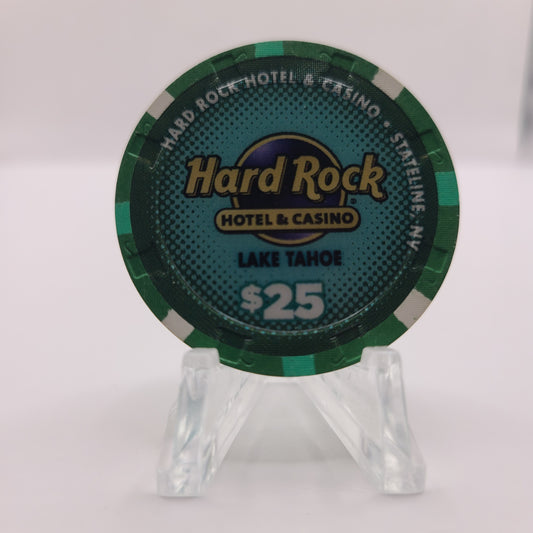 HARD ROCK HOTEL & CASINO • STATELINE, NV
Hard Rock®
HOTEL & CASINO
LAKE TAHOE
$25